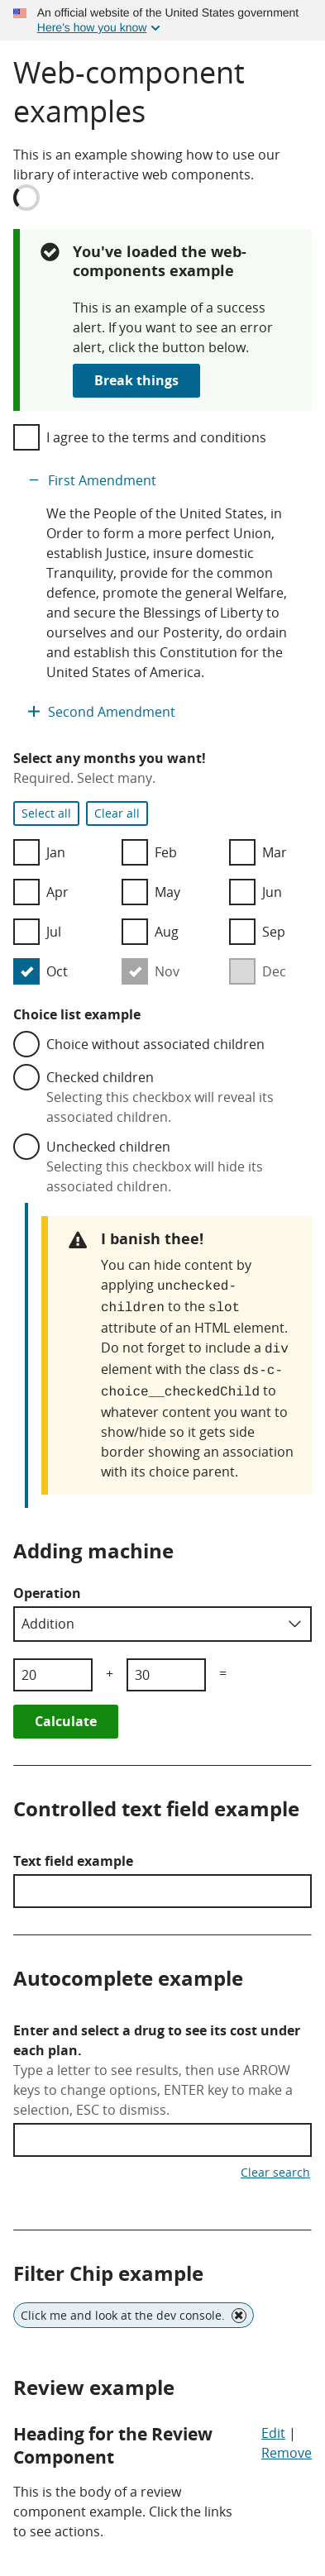 An official website of the United States government
Here's how you know
Web-component
examples
This is an example showing how to use our
library of interactive web components.
You've loaded the web-
components example
This is an example of a success
alert. If you want to see an error
alert, click the button below.
Break things
I agree to the terms and conditions
First Amendment
We the People of the United States, in
Order to form a more perfect Union,
establish Justice, insure domestic
Tranquility, provide for the common
defence, promote the general Welfare,
and secure the Blessings of Liberty to
ourselves and our Posterity, do ordain
and establish this Constitution for the
United States of America.
Second Amendment
Select any months you want!
Required. Select many.
Select all Clear all
Jan Feb Mar
Apr May Jun
Jul Aug Sep
Oct Nov Dec
Choice list example
Choice without associated children
Checked children
Selecting this checkbox will reveal its
associated children.
Unchecked children
Selecting this checkbox will hide its
associated children.
I banish thee!
You can hide content by
applying unchecked-
children to the slot
attribute of an HTML element.
Do not forget to include a div
element with the class ds-c-
choice__checkedChild to
whatever content you want to
show/hide so it gets side
border showing an association
with its choice parent.
Adding machine
Operation
Addition
20 + 30 =
Calculate
Controlled text field example
Text field example
Autocomplete example
Enter and select a drug to see its cost under
each plan.
Type a letter to see results, then use ARROW
keys to change options, ENTER key to make a
selection, ESC to dismiss.
Clear search
Filter Chip example
Click me and look at the dev console.
Review example
Heading for the Review
Component
Edit |
Remove
This is the body of a review
component example. Click the links
to see actions.